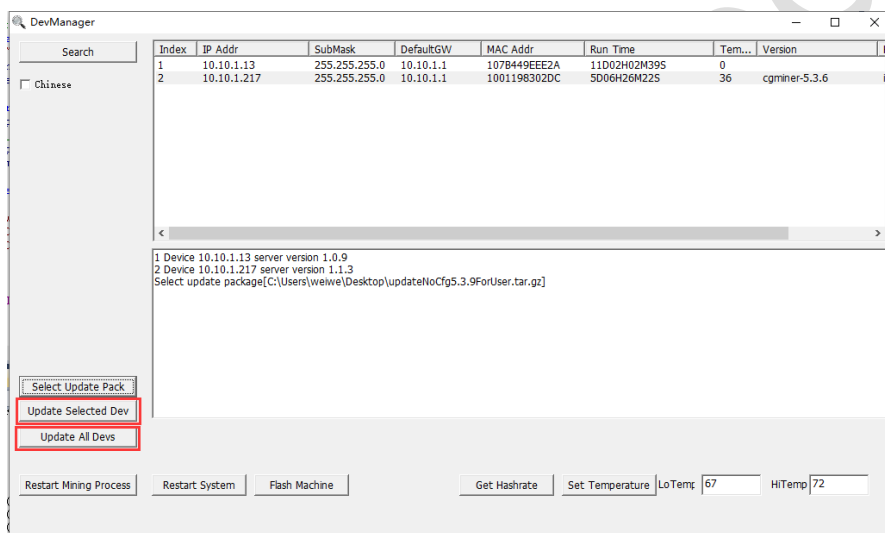 DevManager
Search
Chinese
Index IP Addr SubMask DefaultGW MAC Addr Run Time Tem... Version
1 10.10.1.13 255.255.255.0 10.10.1.1 107B449EEE2A 11D02H02M39S 0
2 10.10.1.217 255.255.255.0 10.10.1.1 1001198302DC 5D06H26M22S 36 cgminer-5.3.6
1 Device 10.10.1.13 server version 1.0.9
2 Device 10.10.1.217 server version 1.1.3
Select update package[C:\Users\weiwe\Desktop\updateNoCfg5.3.9ForUser.tar.gz]
Select Update Pack
Update Selected Dev
Update All Devs
Restart Mining Process Restart System Flash Machine Get Hashrate Set Temperature LoTemp 67 HiTemp 72